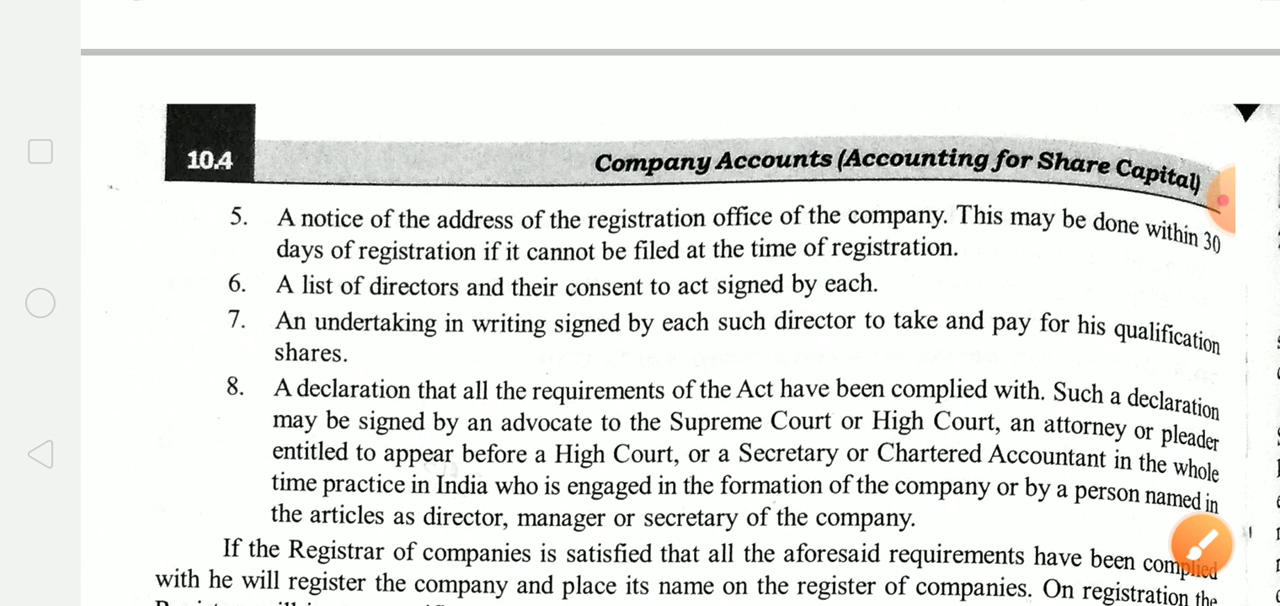 10.4
Company Accounts (Accounting for Share Capital)
5. A notice of the address of the registration office of the company. This may be done within 30
days of registration if it cannot be filed at the time of registration.
6. A list of directors and their consent to act signed by each.
7. An undertaking in writing signed by each such director to take and pay for his qualification
shares.
8. A declaration that all the requirements of the Act have been complied with. Such a declaration
may be signed by an advocate to the Supreme Court or High Court, an attorney or pleader
entitled to appear before a High Court, or a Secretary or Chartered Accountant in the whole
time practice in India who is engaged in the formation of the company or by a person named in
the articles as director, manager or secretary of the company.
If the Registrar of companies is satisfied that all the aforesaid requirements have been complied
with he will register the company and place its name on the register of companies. On registration the